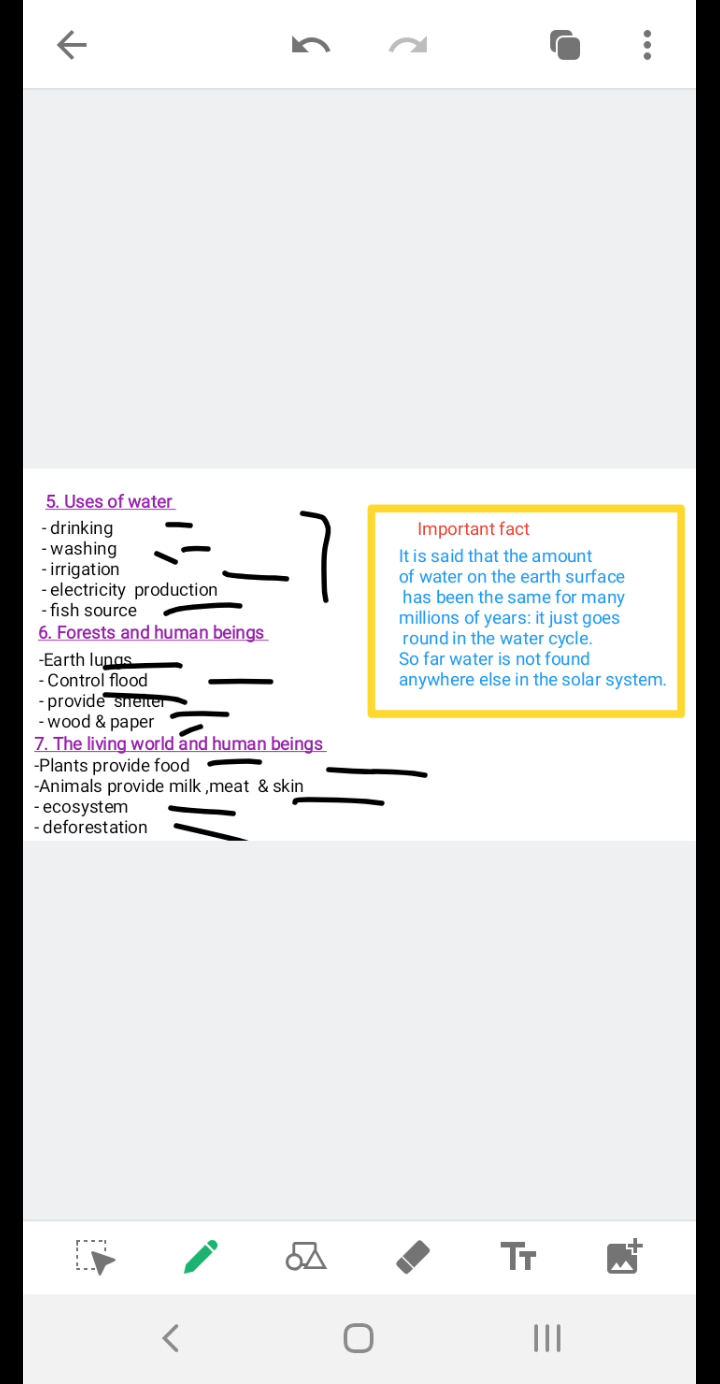 5. Uses of water
- drinking
- washing
- irrigation
- electricity production
- fish source
6. Forests and human beings
-Earth lungs
- Control flood
- provide shelter
- wood & paper
7. The living world and human beings
-Plants provide food
-Animals provide milk ,meat & skin
- ecosystem
- deforestation
Important fact
It is said that the amount
of water on the earth surface
has been the same for many
millions of years: it just goes
round in the water cycle.
So far water is not found
anywhere else in the solar system.
TT